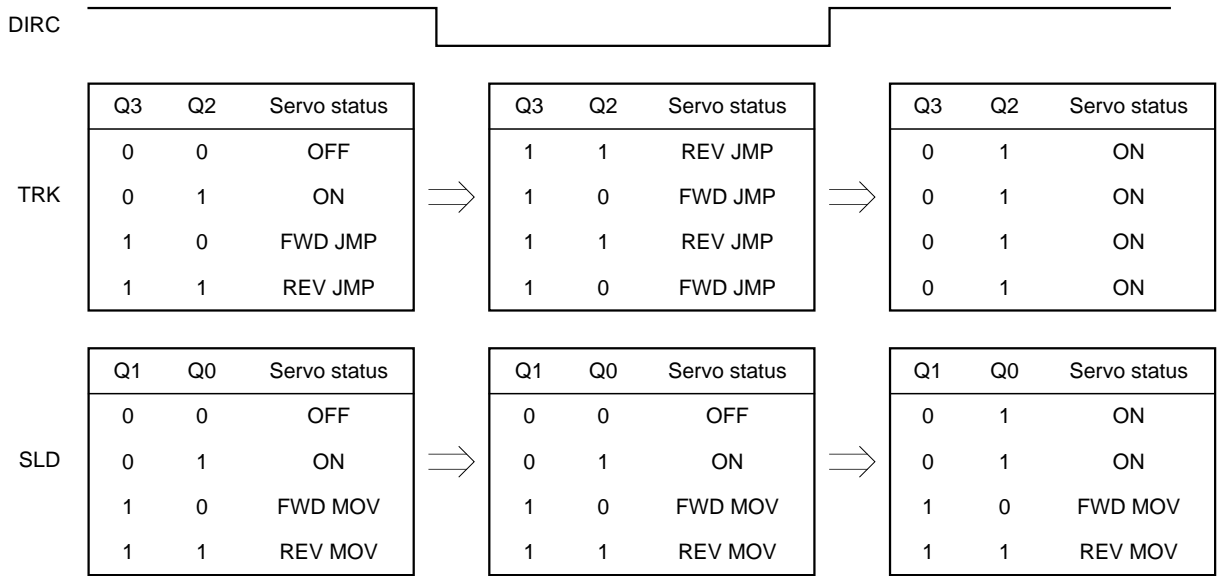 DIRC
Q3 Q2 Servo status Q3 Q2 Servo status Q3 Q2 Servo status
0 0 OFF 1 1 REV JMP 0 1 ON
TRK 0 1 ON 1 0 FWD JMP 0 1 ON
1 0 FWD JMP 1 1 REV JMP 0 1 ON
1 1 REV JMP 1 0 FWD JMP 0 1 ON
Q1 Q0 Servo status Q1 Q0 Servo status Q1 Q0 Servo status
0 0 OFF 0 0 OFF 0 1 ON
SLD 0 1 ON 0 1 ON 0 1 ON
1 0 FWD MOV 1 0 FWD MOV 1 0 FWD MOV
1 1 REV MOV 1 1 REV MOV 1 1 REV MOV